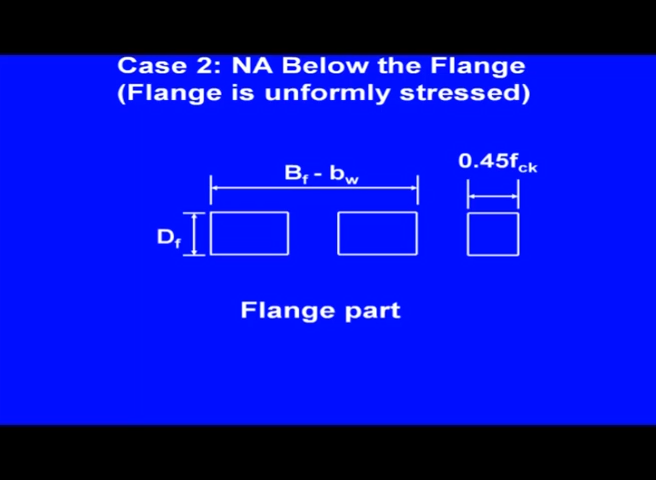 Case 2: NA Below the Flange
(Flange is unformly stressed)
0.45fck
Bf - bw
Df
Flange part